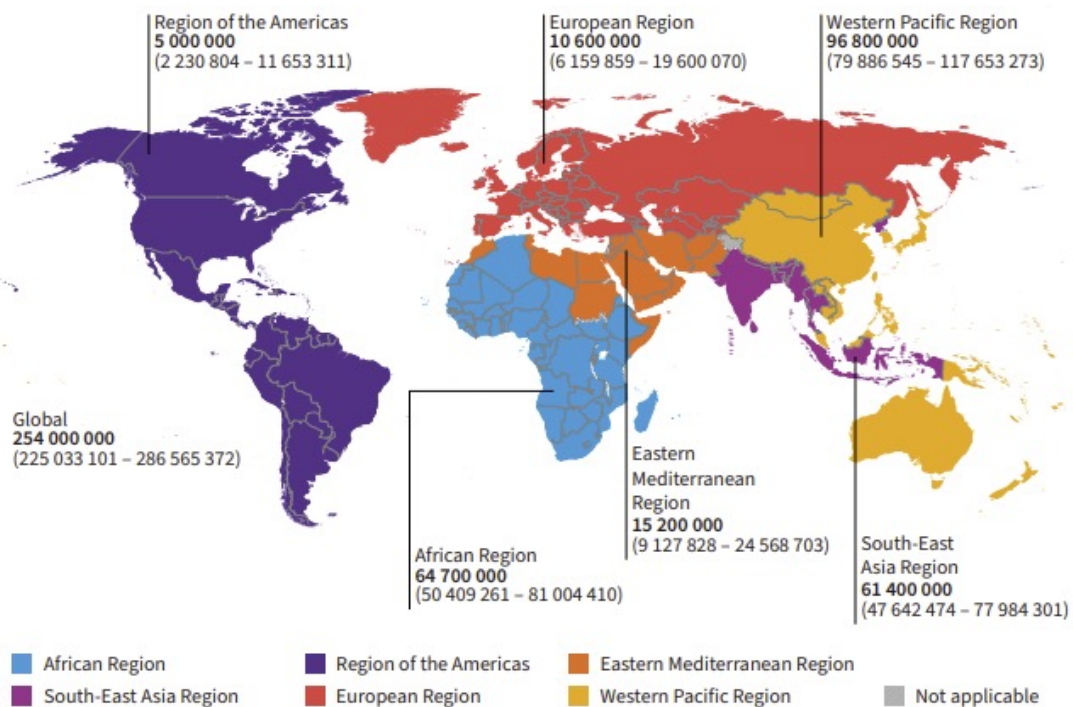 Region of the Americas
5 000 000
(2 230 804 – 11 653 311)
European Region
10 600 000
(6 159 859 – 19 600 070)
Western Pacific Region
96 800 000
(79 886 545 – 117 653 273)
Global
254 000 000
(225 033 101 – 286 565 372)
African Region
64 700 000
(50 409 261 – 81 004 410)
Eastern
Mediterranean
Region
15 200 000
(9 127 828 – 24 568 703)
South-East
Asia Region
61 400 000
(47 642 474 – 77 984 301)
African Region
Region of the Americas
Eastern Mediterranean Region
South-East Asia Region
European Region
Western Pacific Region
Not applicable